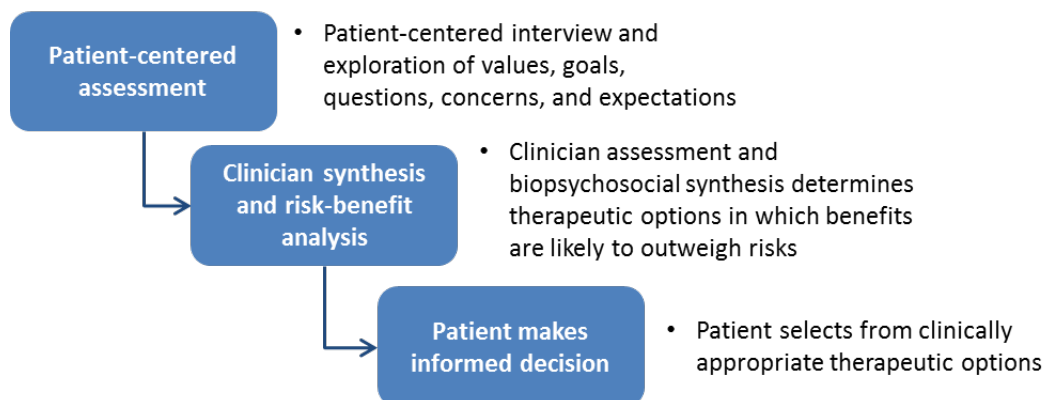 Patient-centered
assessment
• Patient-centered interview and
exploration of values, goals,
questions, concerns, and expectations
Clinician synthesis
and risk-benefit
analysis
• Clinician assessment and
biopsychosocial synthesis determines
therapeutic options in which benefits
are likely to outweigh risks
Patient makes
informed decision
• Patient selects from clinically
appropriate therapeutic options